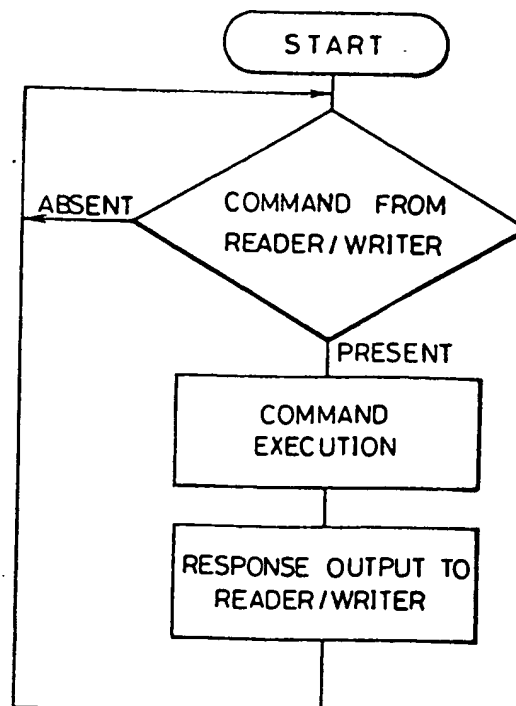 START
ABSENT
COMMAND FROM
READER/WRITER
PRESENT
COMMAND
EXECUTION
RESPONSE OUTPUT TO
READER/WRITER